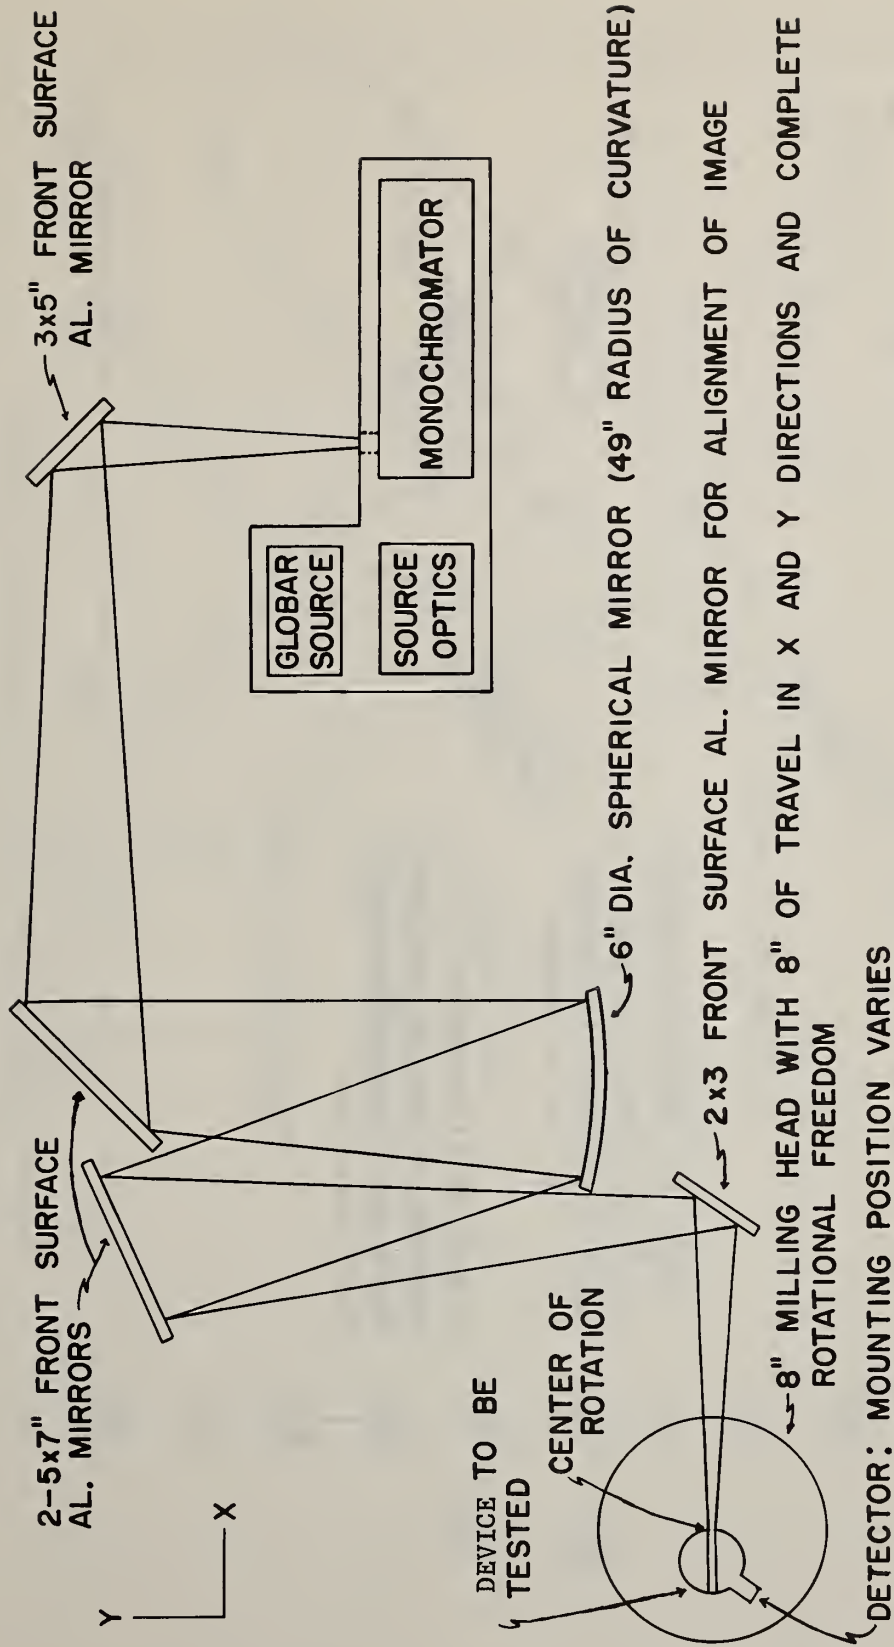 3x5" FRONT SURFACE
AL. MIRROR
2-5x7" FRONT SURFACE
AL. MIRRORS
GLOBAR
SOURCE
SOURCE
OPTICS
MONOCHROMATOR
Y
X
6" DIA. SPHERICAL MIRROR (49" RADIUS OF CURVATURE)
2x3 FRONT SURFACE AL. MIRROR FOR ALIGNMENT OF IMAGE
DEVICE TO BE
TESTED
CENTER OF
ROTATION
8" MILLING HEAD WITH 8" OF TRAVEL IN X AND Y DIRECTIONS AND COMPLETE
ROTATIONAL FREEDOM
DETECTOR: MOUNTING POSITION VARIES